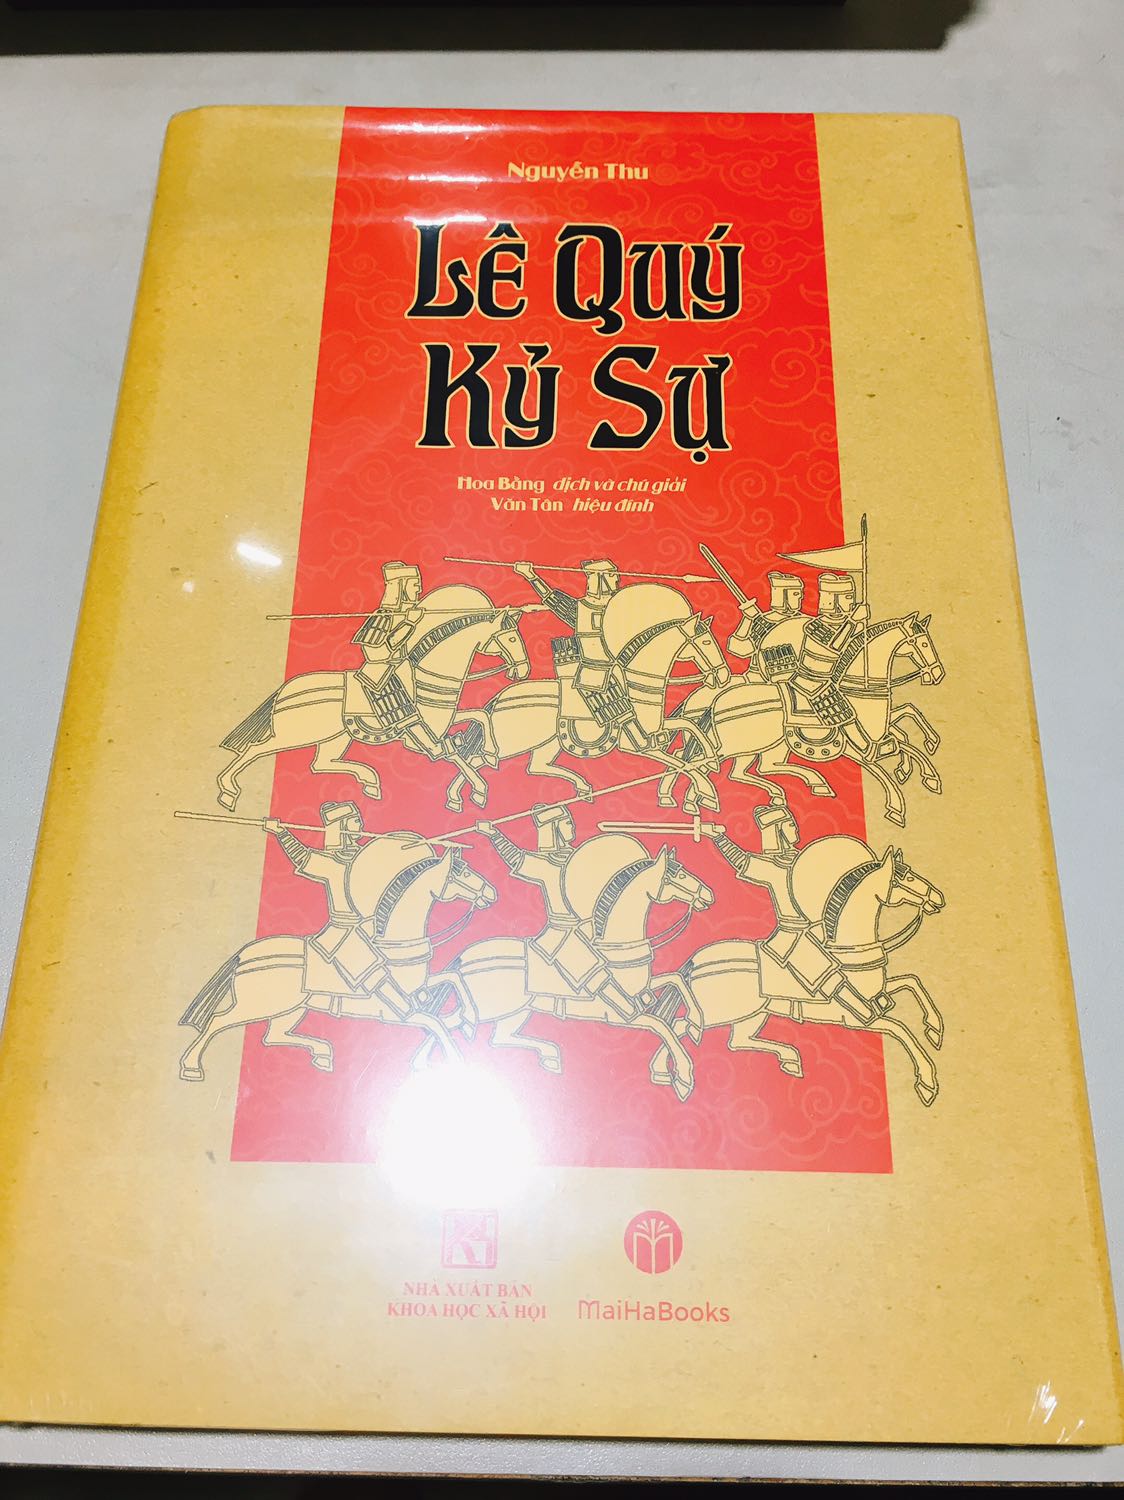 Nguyễn Thu
Lê Quý
Kỷ Sự
Hoa Bằng dịch và chú giải
Văn Tân hiệu đính
NHÀ XUẤT BẢN
KHOA HỌC XÃ HỘI
MaiHaBooks